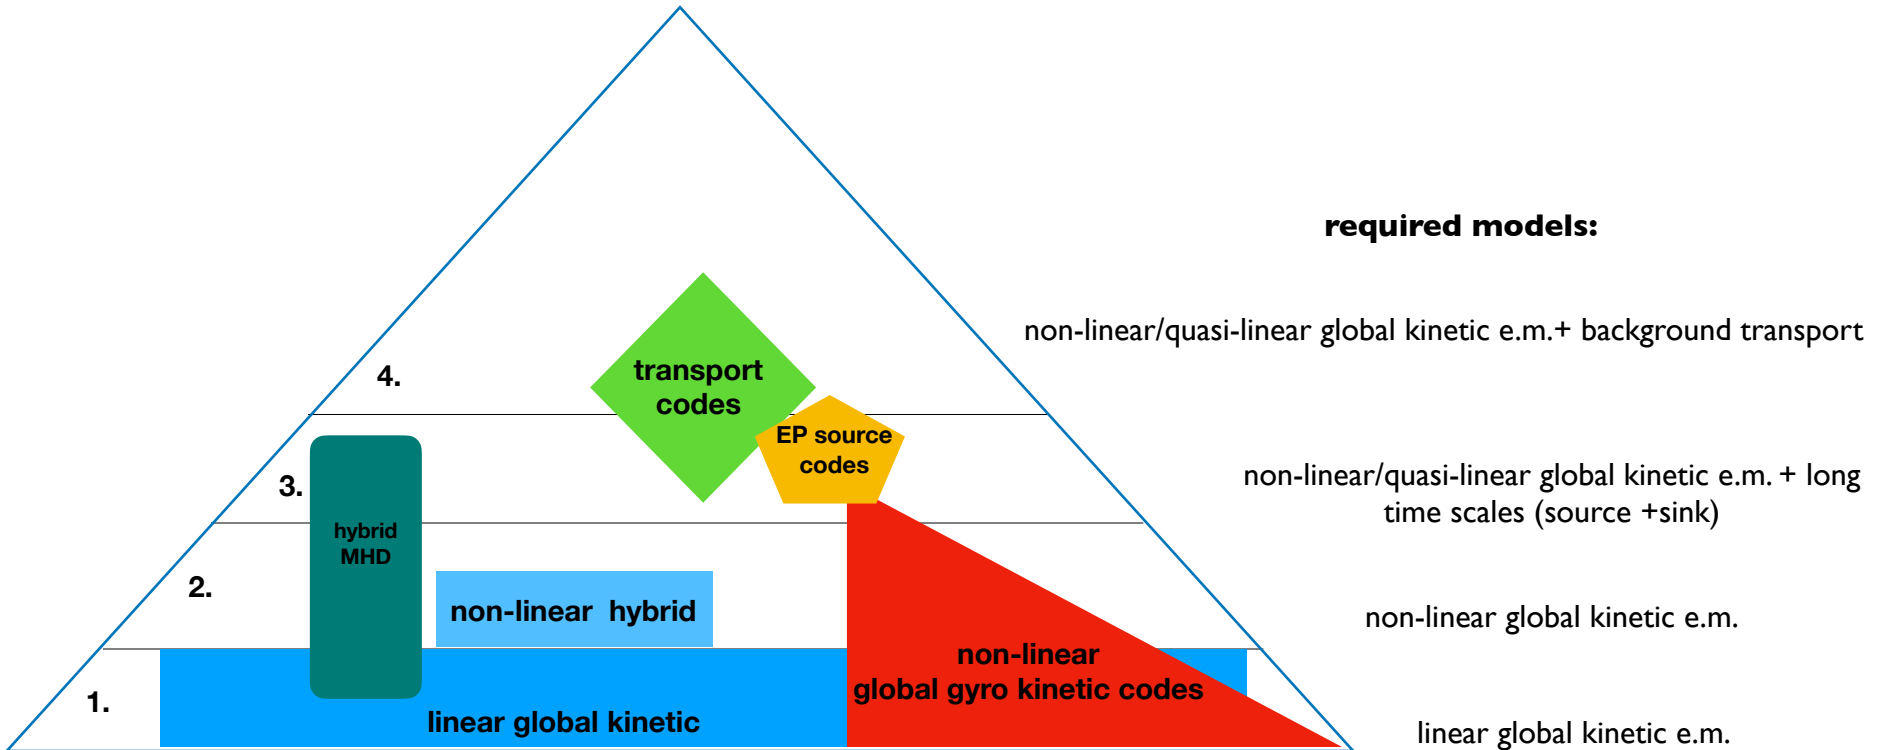 required models:
non-linear/quasi-linear global kinetic e.m.+ background transport
4.
transport
codes
EP source
codes
3.
non-linear/quasi-linear global kinetic e.m. + long
time scales (source +sink)
hybrid
MHD
2.
non-linear hybrid
non-linear global kinetic e.m.
non-linear
global gyro kinetic codes
1.
linear global kinetic
linear global kinetic e.m.